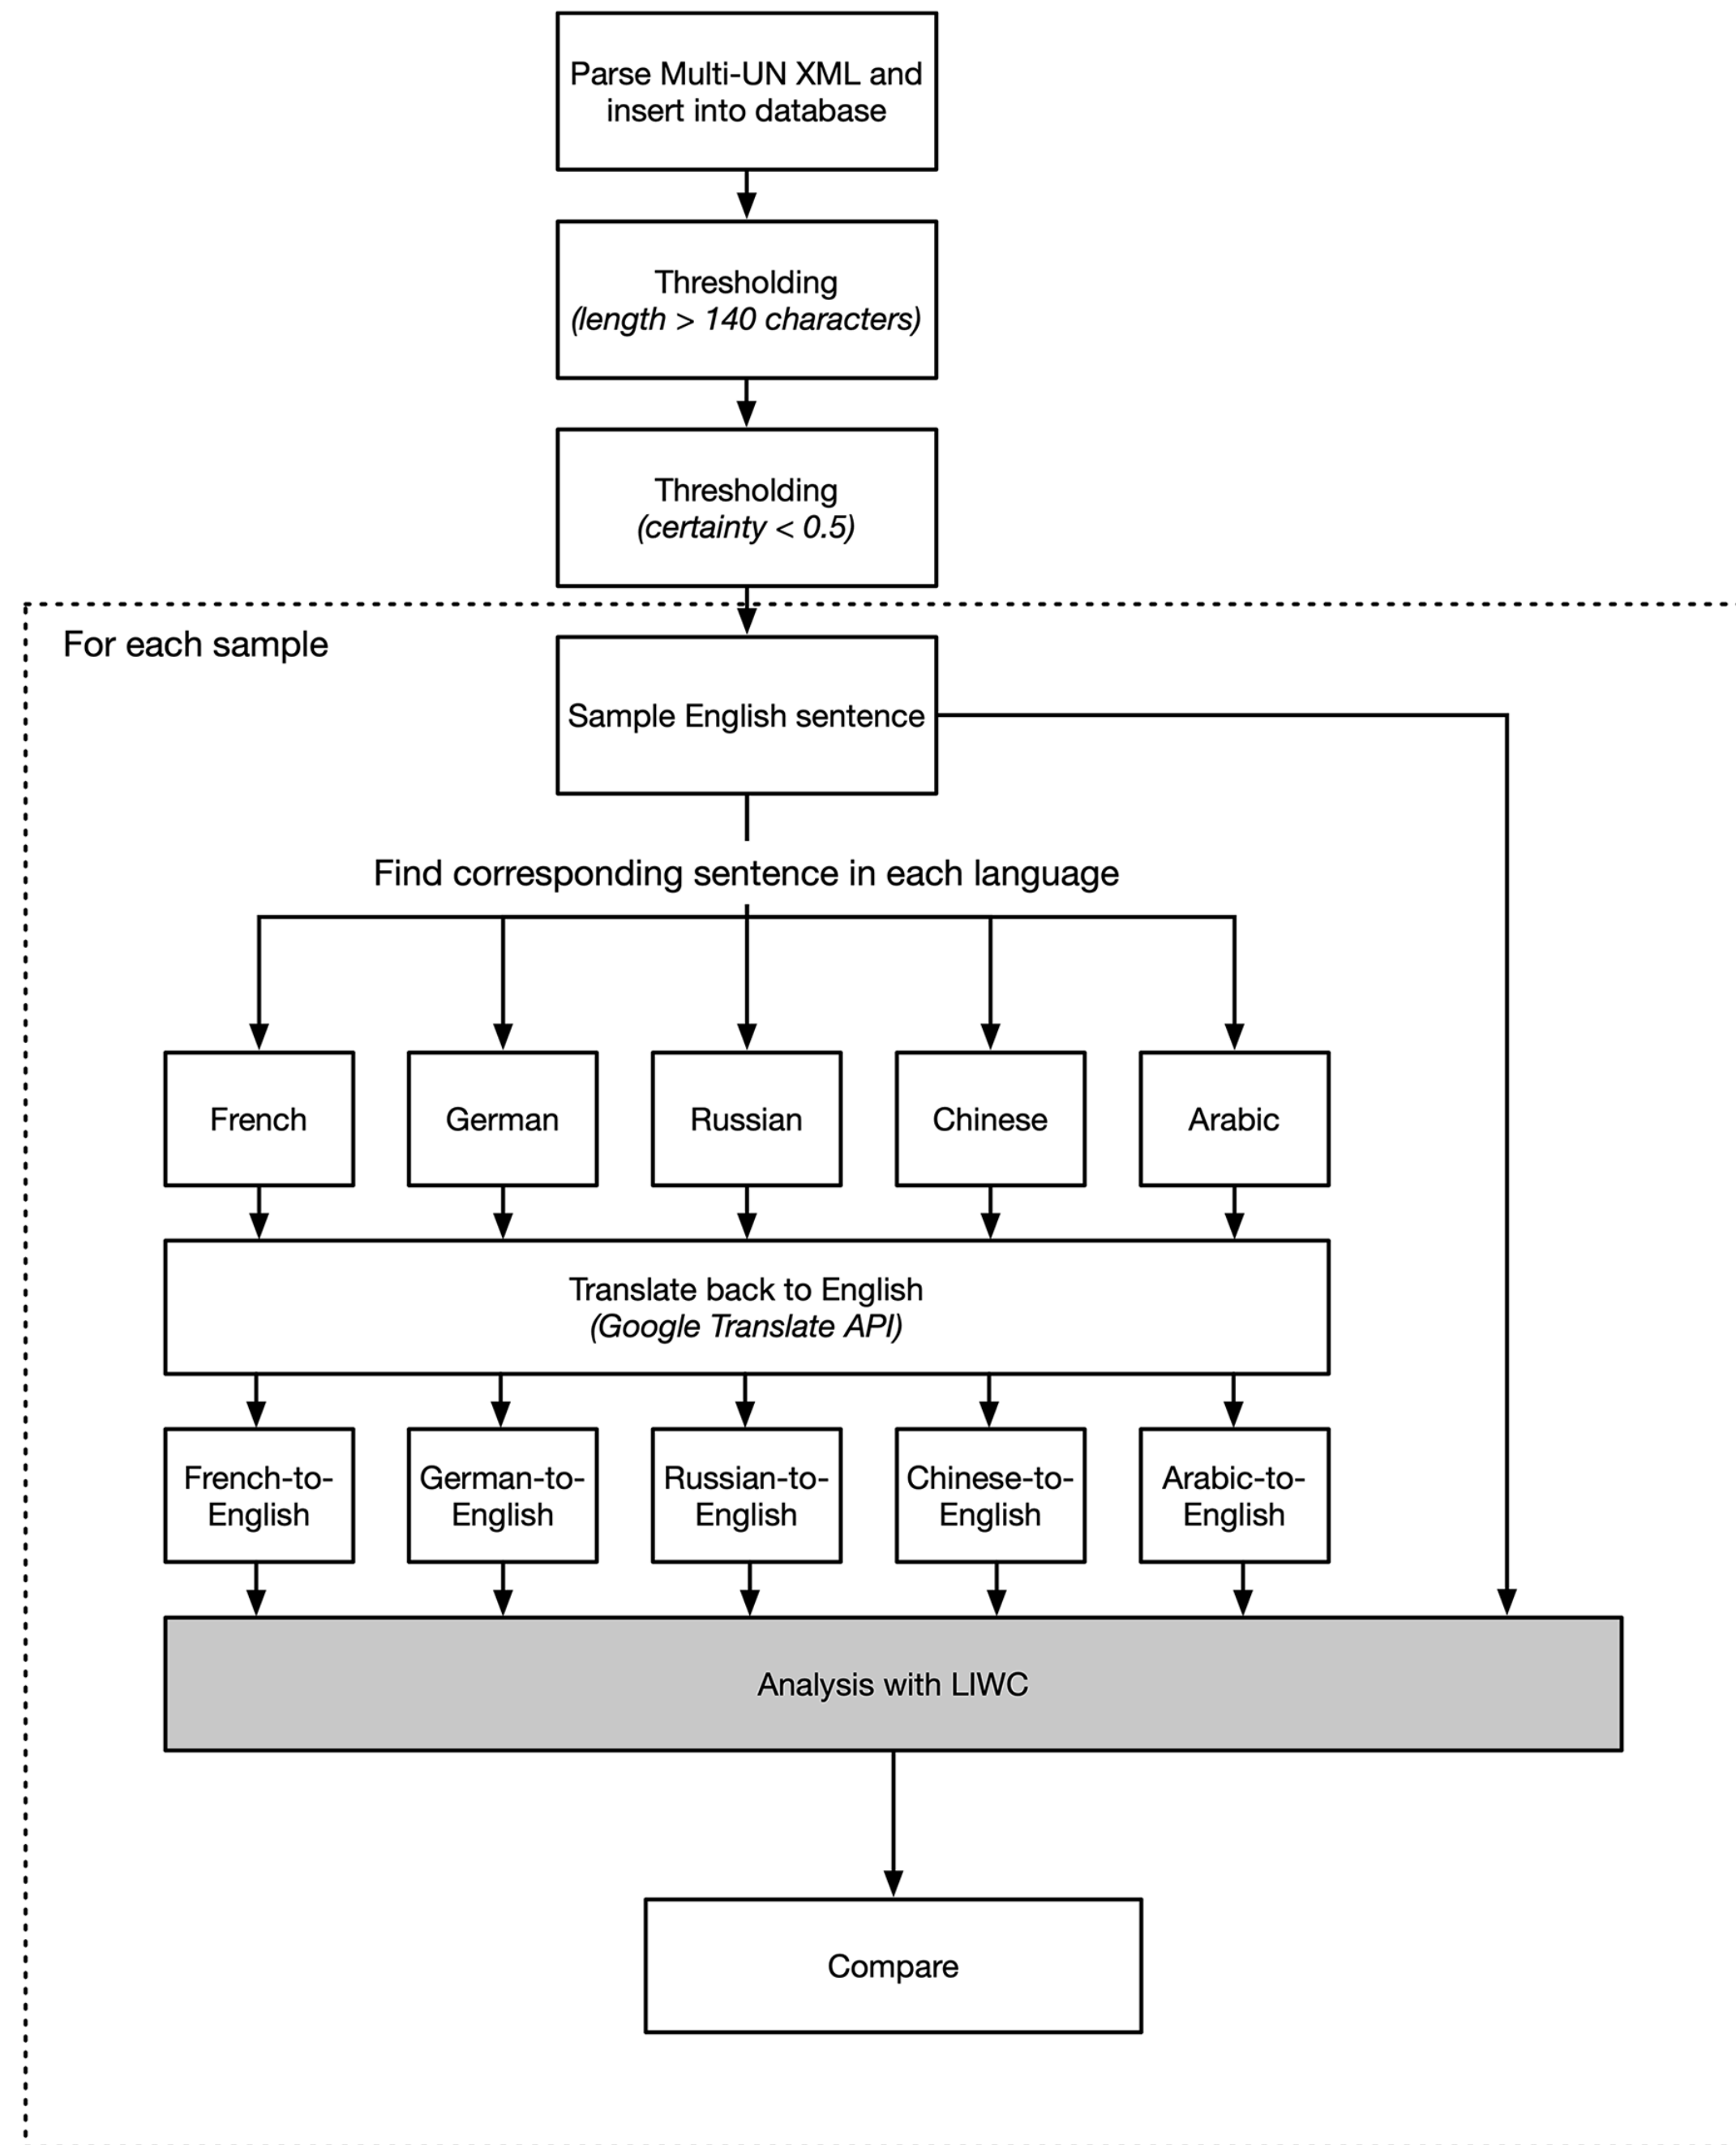 Parse Multi-UN XML and
insert into database
Thresholding
(length > 140 characters)
Thresholding
(certainty < 0.5)
For each sample
Sample English sentence
Find corresponding sentence in each language
French
German
Russian
Chinese
Arabic
Translate back to English
(Google Translate API)
French-to-
English
German-to-
English
Russian-to-
English
Chinese-to-
English
Arabic-to-
English
Analysis with LIWC
Compare